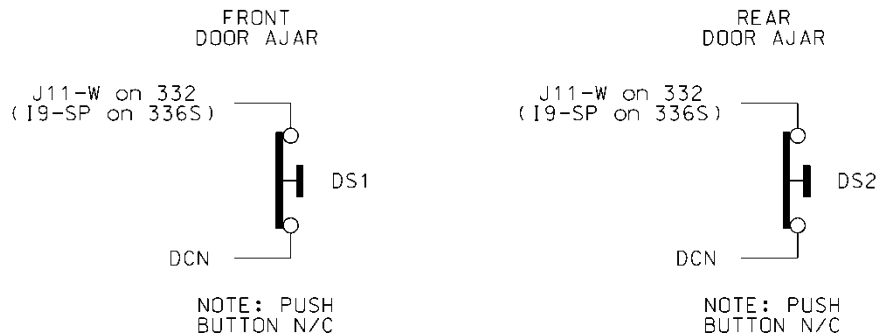 FRONT
DOOR AJAR
J11-W on 332
(I9-SP on 336S)
DS1
DCN
NOTE: PUSH
BUTTON N/C
REAR
DOOR AJAR
J11-W on 332
(I9-SP on 336S)
DS2
DCN
NOTE: PUSH
BUTTON N/C